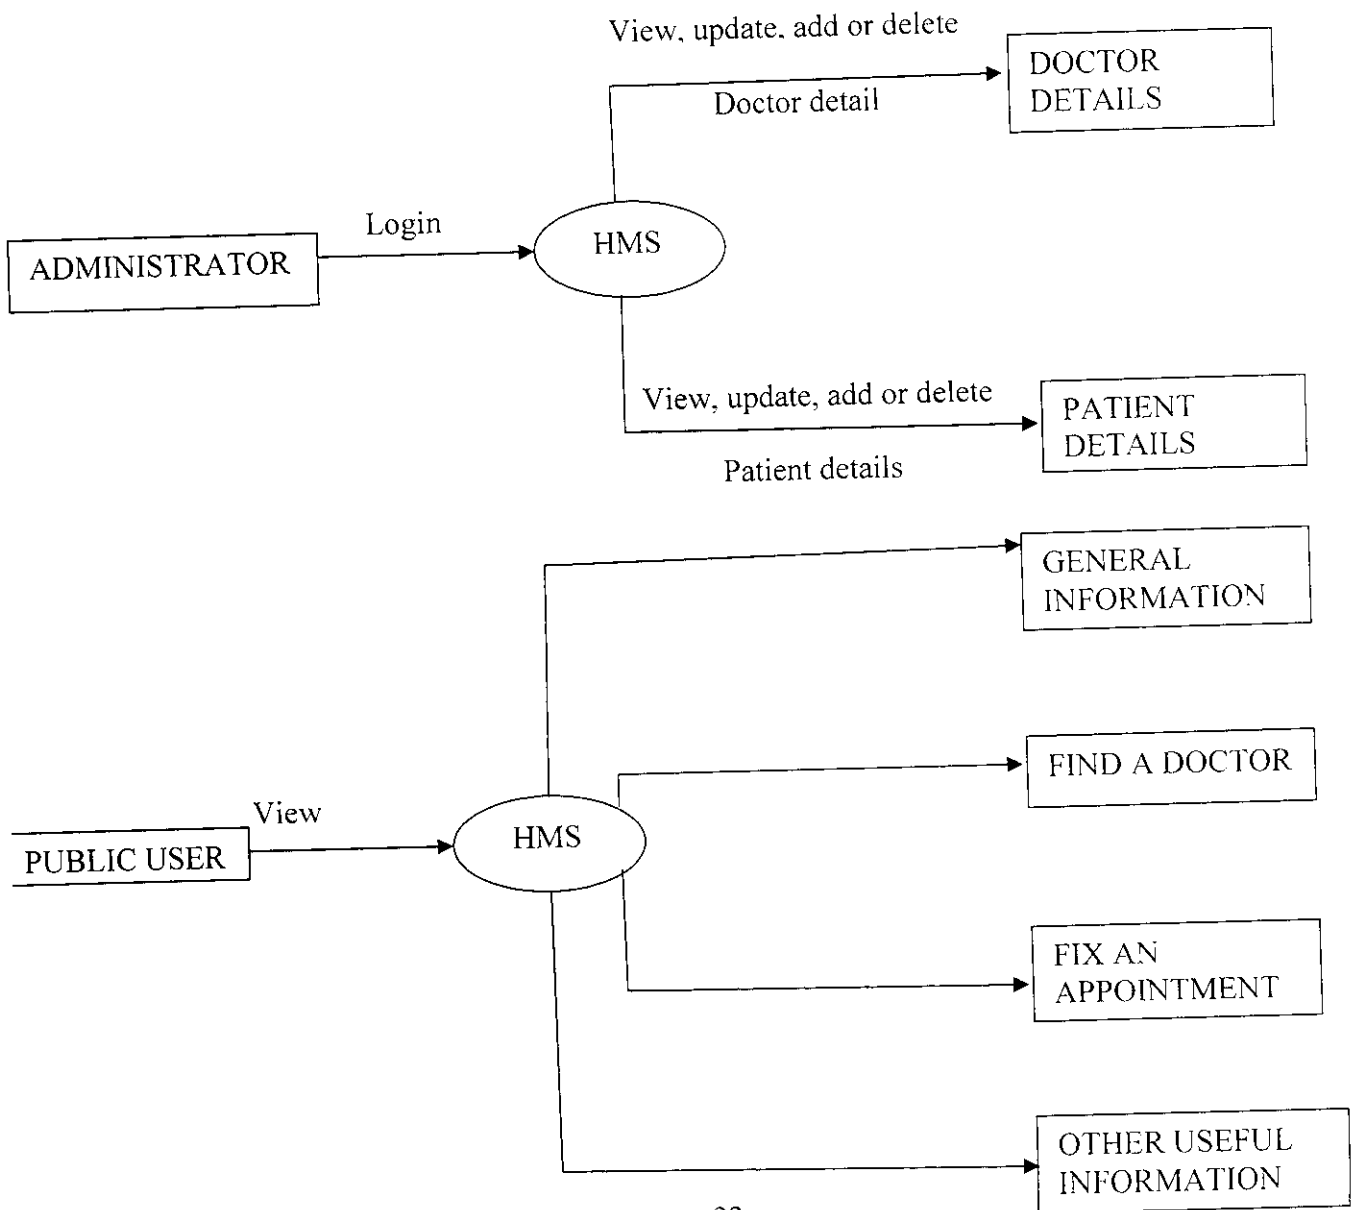 View, update, add or delete
DOCTOR
DETAILS
Doctor detail
Login
HMS
ADMINISTRATOR
View, update, add or delete
PATIENT
DETAILS
Patient details
GENERAL
INFORMATION
FIND A DOCTOR
View
HMS
PUBLIC USER
FIX AN
APPOINTMENT
OTHER USEFUL
INFORMATION